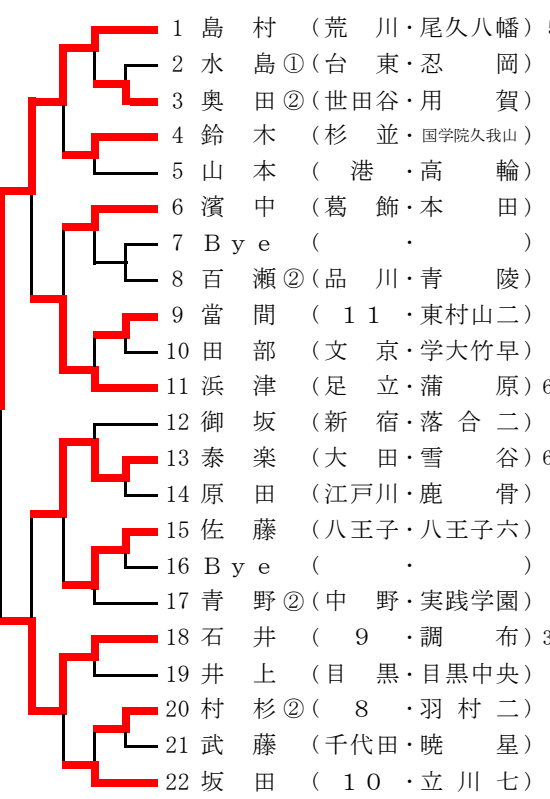 1 島 村 (荒 川・尾久八幡)
2 水 島①(台 東・忍 岡)
3 奥 田②(世田谷・用 賀)
4 鈴 木 (杉 並・国学院久我山)
5 山 本 ( 港 ・高 輪)
6 濱 中 (葛 飾・本 田)
7 Bye ( ・ )
8 百 瀬②(品 川・青 陵)
9 當 間 ( 11 ・東村山二)
10 田 部 (文 京・学大竹早)
11 浜 津 (足 立・蒲 原) 6
12 御 坂 (新 宿・落 合 二)
13 泰 楽 (大 田・雪 谷) 6
14 原 田 (江戸川・鹿 骨)
15 佐 藤 (八王子・八王子六)
16 Bye ( ・ )
17 青 野②(中 野・実践学園)
18 石 井 ( 9 ・調 布) 3
19 井 上 (目 黒・目黒中央)
20 村 杉②( 8 ・羽 村 二)
21 武 藤 (千代田・暁 星)
22 坂 田 ( 10 ・立 川 七)